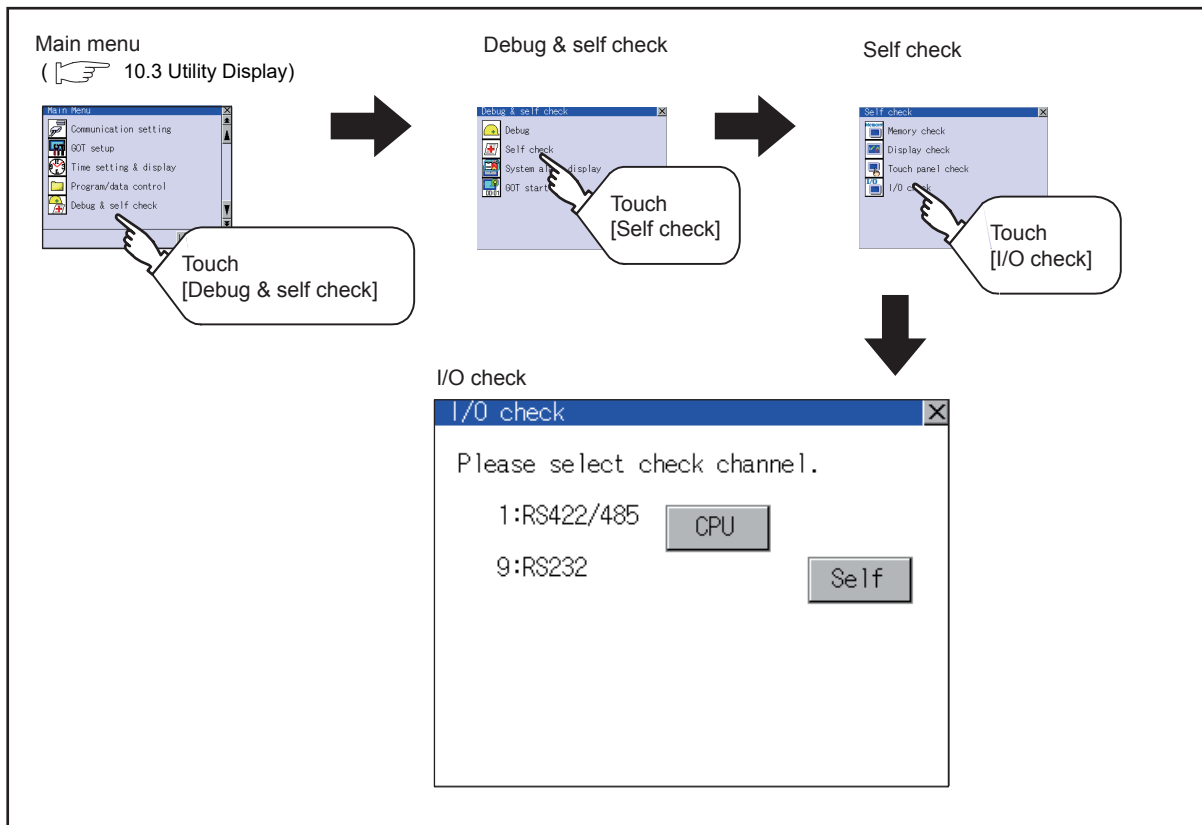 Main menu
( 10.3 Utility Display)
Main Menu
Communication setting
GOT setup
Time setting & display
Program/data control
Debug & self check
Touch
[Debug & self check]
Debug & self check
Debug & self check
Debug
Self check
System display
GOT start
Touch
[Self check]
Self check
Self check
Memory check
Display check
Touch panel check
I/O
Touch
[I/O check]
I/O check
I/O check
Please select check channel.
1:RS422/485 CPU
9:RS232 Self